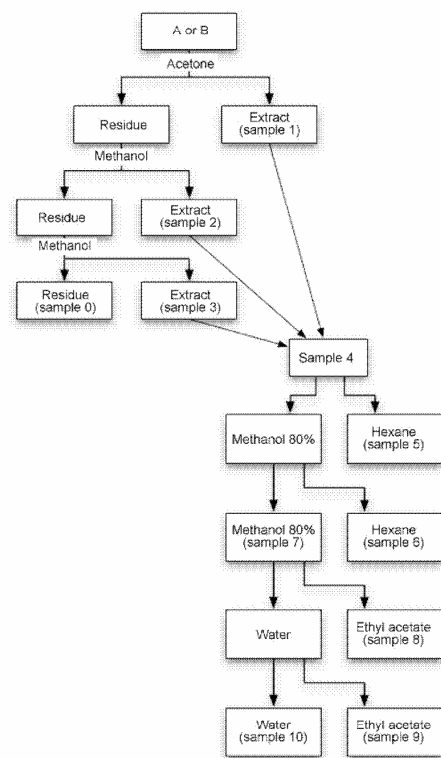 A or B
Acetone
Residue
Extract
(sample 1)
Methanol
Residue
Extract
(sample 2)
Methanol
Residue
(sample 0)
Extract
(sample 3)
Sample 4
Methanol 80%
Hexane
(sample 5)
Methanol 80%
(sample 7)
Hexane
(sample 6)
Water
Ethyl acetate
(sample 8)
Water
(sample 10)
Ethyl acetate
(sample 9)